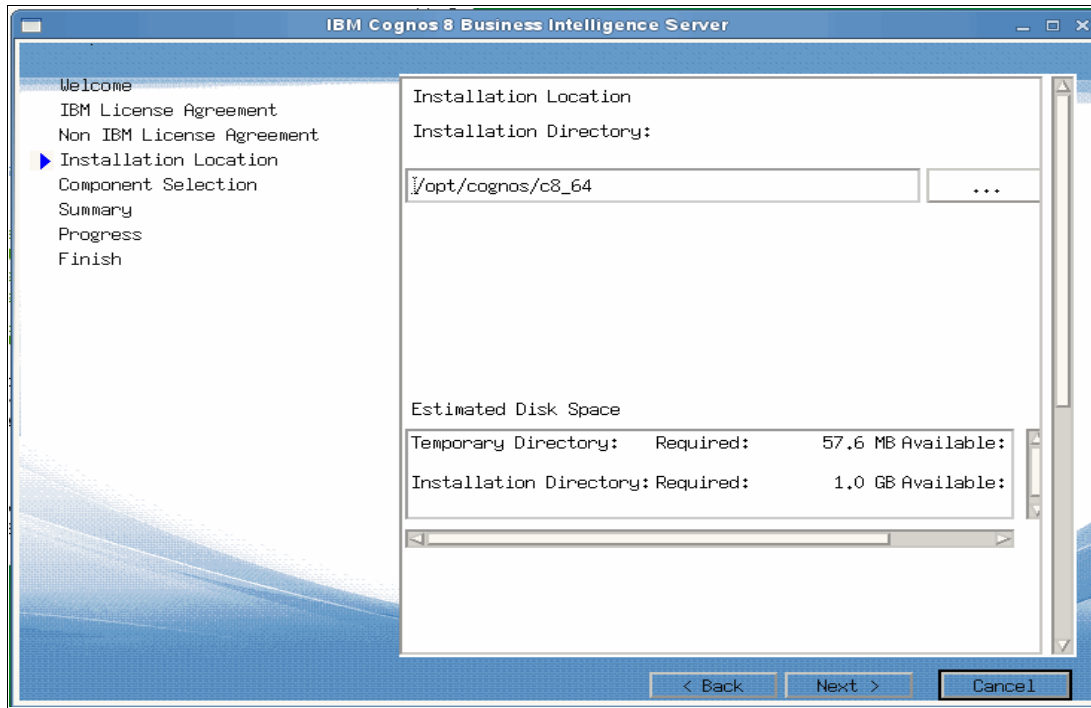 IBM Cognos 8 Business Intelligence Server
Welcome
IBM License Agreement
Non IBM License Agreement
Installation Location
Component Selection
Summary
Progress
Finish
Installation Location
Installation Directory:
/opt/cognos/c8_64
...
Estimated Disk Space
Temporary Directory: Required: 57.6 MB Available:
Installation Directory: Required: 1.0 GB Available:
< Back
Next >
Cancel